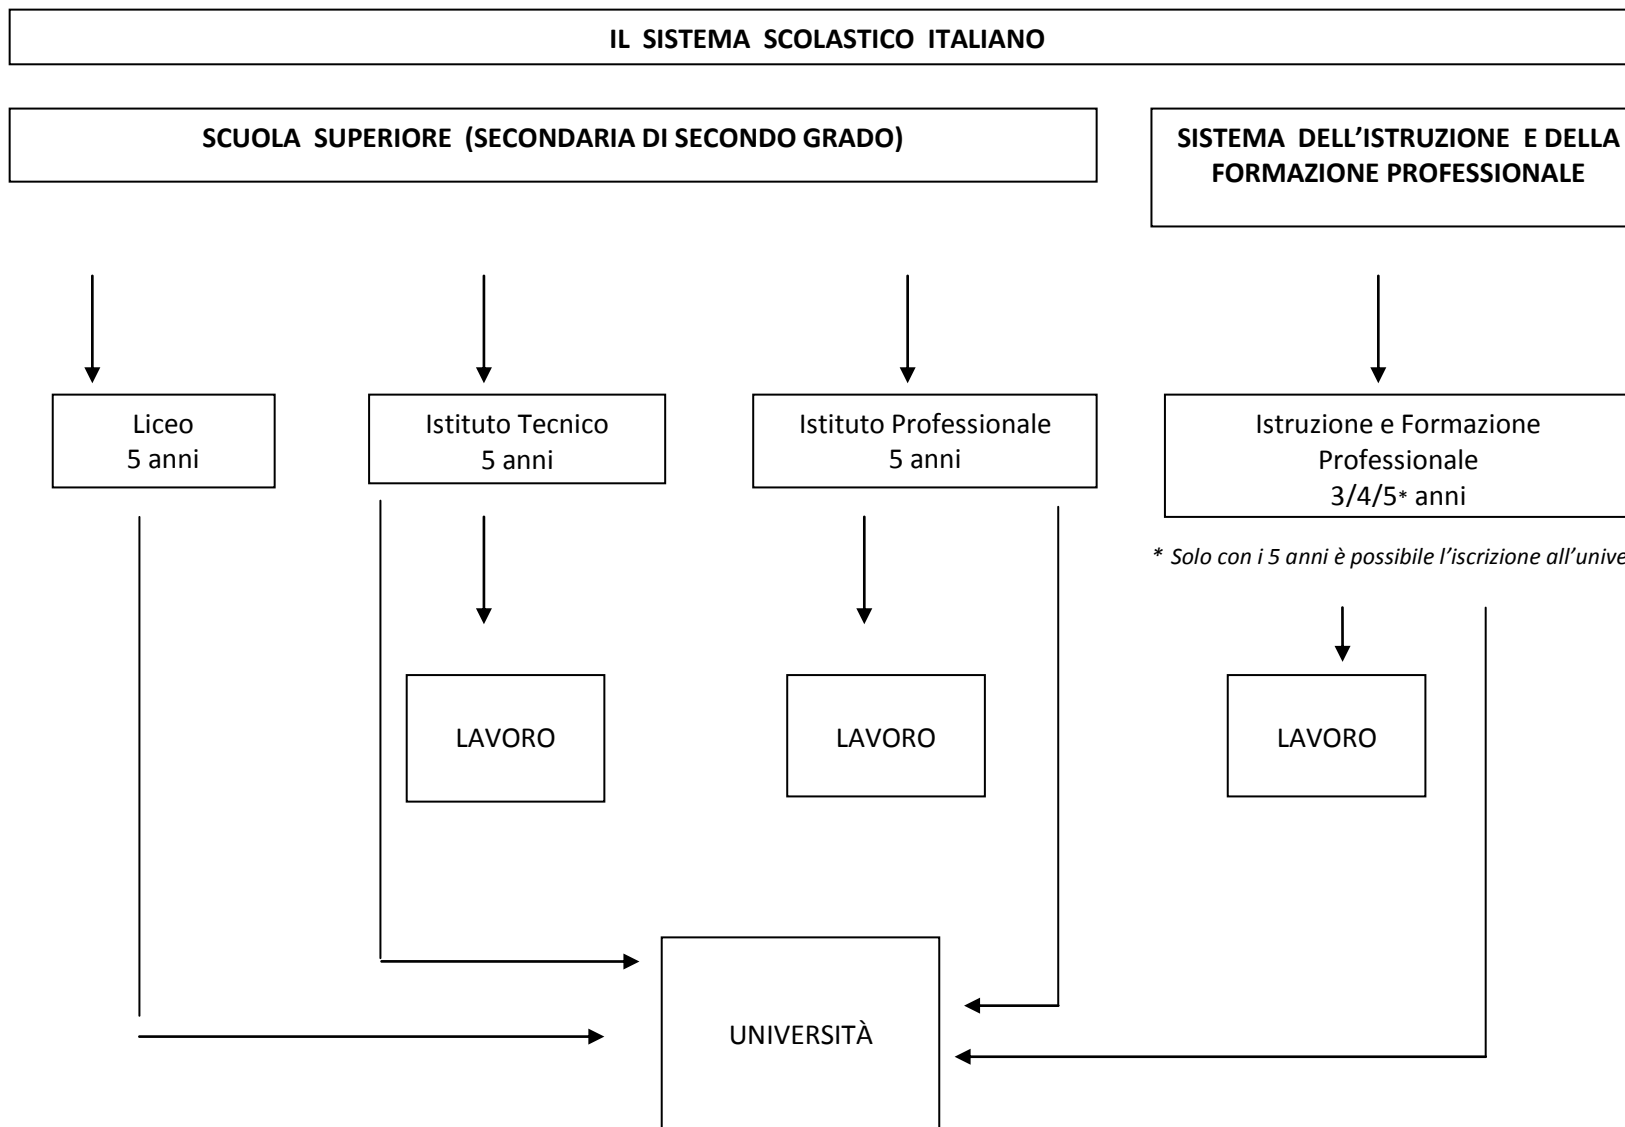 IL SISTEMA SCOLASTICO ITALIANO
SCUOLA SUPERIORE (SECONDARIA DI SECONDO GRADO)
SISTEMA DELL’ISTRUZIONE E DELLA
FORMAZIONE PROFESSIONALE
Liceo
5 anni
Istituto Tecnico
5 anni
Istituto Professionale
5 anni
Istruzione e Formazione
Professionale
3/4/5* anni
* Solo con i 5 anni è possibile l’iscrizione all’unive
LAVORO
LAVORO
LAVORO
UNIVERSITÀ